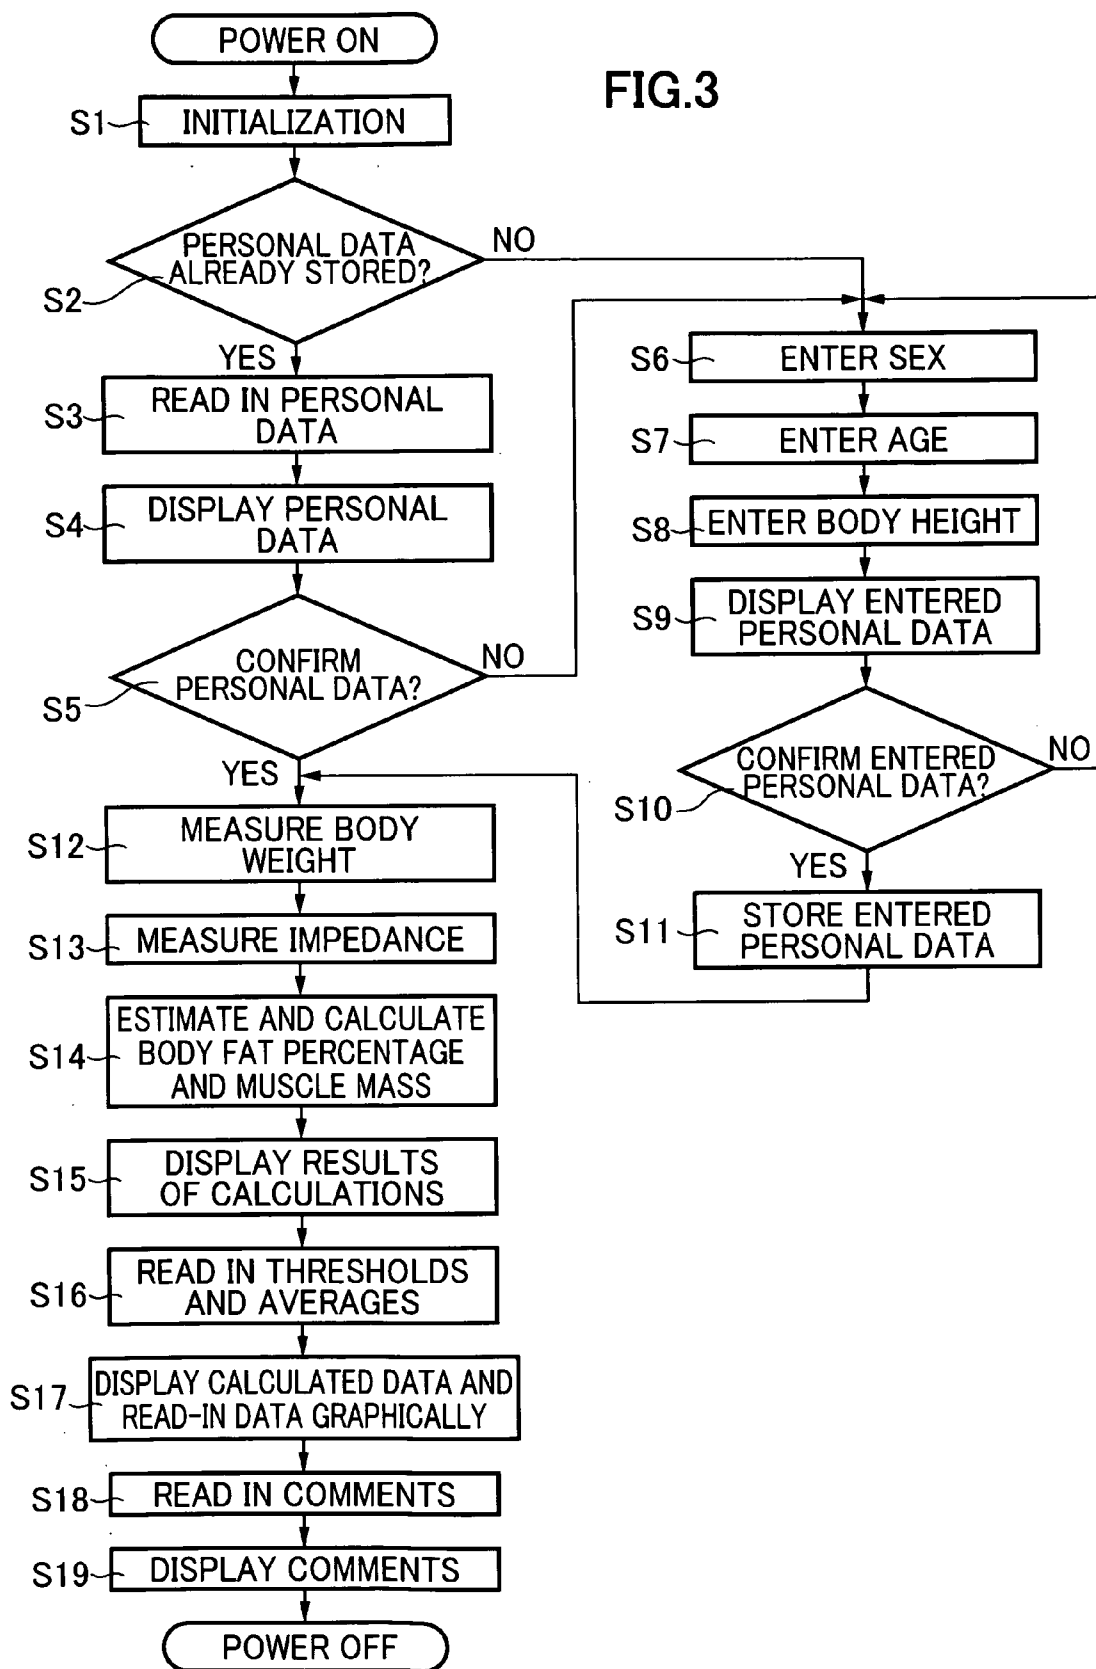 POWER ON
FIG.3
S1
INITIALIZATION
S2
PERSONAL DATA
ALREADY STORED?
NO
YES
S3
READ IN PERSONAL
DATA
S4
DISPLAY PERSONAL
DATA
S5
CONFIRM
PERSONAL DATA?
NO
YES
S6
ENTER SEX
S7
ENTER AGE
S8
ENTER BODY HEIGHT
S9
DISPLAY ENTERED
PERSONAL DATA
S10
CONFIRM ENTERED
PERSONAL DATA?
NO
YES
S11
STORE ENTERED
PERSONAL DATA
S12
MEASURE BODY
WEIGHT
S13
MEASURE IMPEDANCE
S14
ESTIMATE AND CALCULATE
BODY FAT PERCENTAGE
AND MUSCLE MASS
S15
DISPLAY RESULTS
OF CALCULATIONS
S16
READ IN THRESHOLDS
AND AVERAGES
S17
DISPLAY CALCULATED DATA AND
READ-IN DATA GRAPHICALLY
S18
READ IN COMMENTS
S19
DISPLAY COMMENTS
POWER OFF